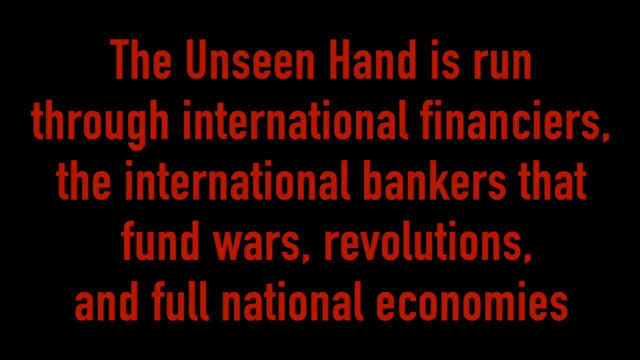 The Unseen Hand is run
through international financiers,
the international bankers that
fund wars, revolutions,
and full national economies